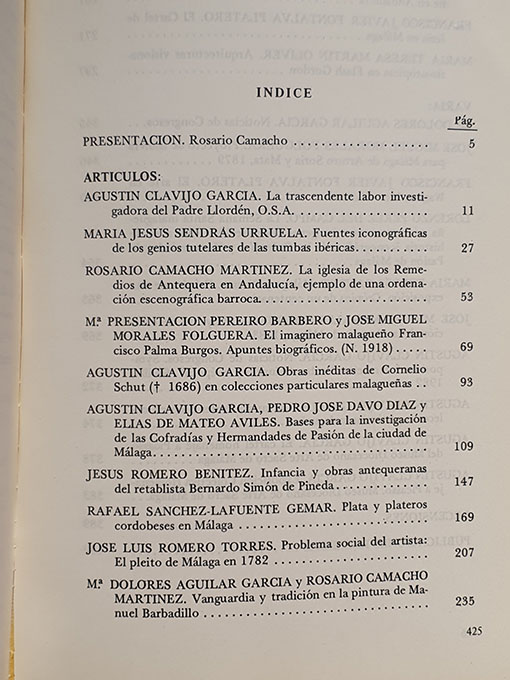 INDICE
Pág.
PRESENTACION. Rosario Camacho . . . . . . . . . . . . . . . . . . . . 5
ARTICULOS:
AGUSTIN CLAVIJO GARCIA. La trascendente labor investi-
gadora del Padre Llordén, O.S.A. . . . . . . . . . . . . . . . . . . . 11
MARIA JESUS SENDRAS URRUELA. Fuentes iconográficas
de los genios tutelares de las tumbas ibéricas. . . . . . . . . . . 27
ROSARIO CAMACHO MARTINEZ. La iglesia de los Reme-
dios de Antequera en Andalucía, ejemplo de una ordena-
ción escenográfica barroca. . . . . . . . . . . . . . . . . . . . . . . . 53
Mª PRESENTACION PEREIRO BARBERO y JOSE MIGUEL
MORALES FOLGUERA. El imaginero malagueño Fran-
cisco Palma Burgos. Apuntes biográficos. (N. 1918) . . . . . 69
AGUSTIN CLAVIJO GARCIA. Obras inéditas de Cornelio
Schut († 1686) en colecciones particulares malagueñas . . 93
AGUSTIN CLAVIJO GARCIA, PEDRO JOSE DAVO DIAZ y
ELIAS DE MATEO AVILES. Bases para la investigación
de las Cofradías y Hermandades de Pasión de la ciudad de
Málaga. . . . . . . . . . . . . . . . . . . . . . . . . . . . . . . . . . . . . . 109
JESUS ROMERO BENITEZ. Infancia y obras antequeranas
del retablista Bernardo Simón de Pineda. . . . . . . . . . . . . . 147
RAFAEL SANCHEZ-LAFUENTE GEMAR. Plata y plateros
cordobeses en Málaga . . . . . . . . . . . . . . . . . . . . . . . . . . . 169
JOSE LUIS ROMERO TORRES. Problema social del artista:
El pleito de Málaga en 1782 . . . . . . . . . . . . . . . . . . . . . . 207
Mª DOLORES AGUILAR GARCIA y ROSARIO CAMACHO
MARTINEZ. Vanguardia y tradición en la pintura de Ma-
nuel Barbadillo . . . . . . . . . . . . . . . . . . . . . . . . . . . . . . . . 235
425